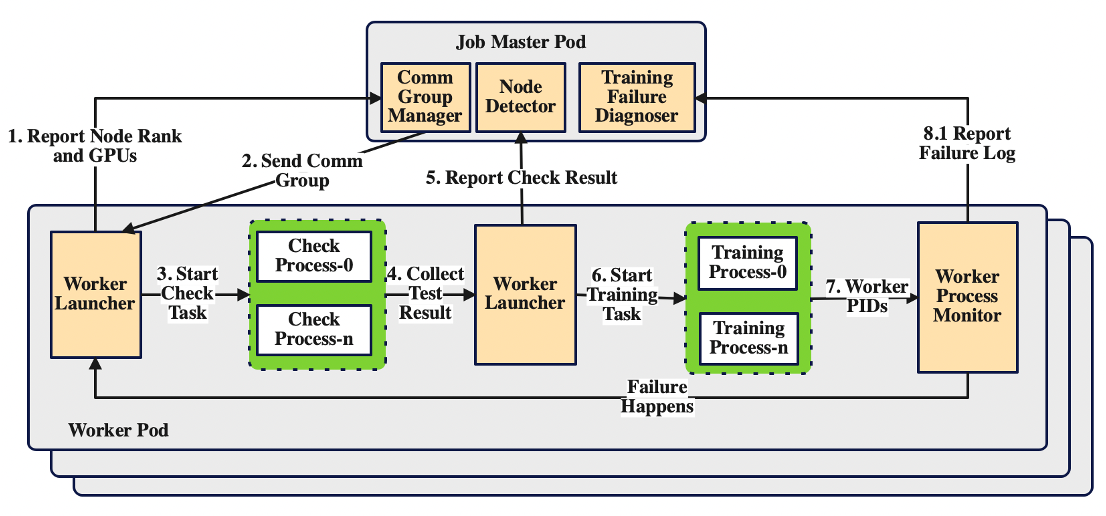 Job Master Pod
Comm
Group
Manager
Node
Detector
Training
Failure
Diagnoser
1. Report Node Rank
and GPUs
2. Send Comm
Group
5. Report Check Result
8.1 Report
Failure Log
Worker
Launcher
3. Start
Check
Task
Check
Process-0
Check
Process-n
4. Collect
Test
Result
Worker
Launcher
6. Start
Training
Task
Training
Process-0
Training
Process-n
7. Worker
PIDs
Worker
Process
Monitor
Failure
Happens
Worker Pod